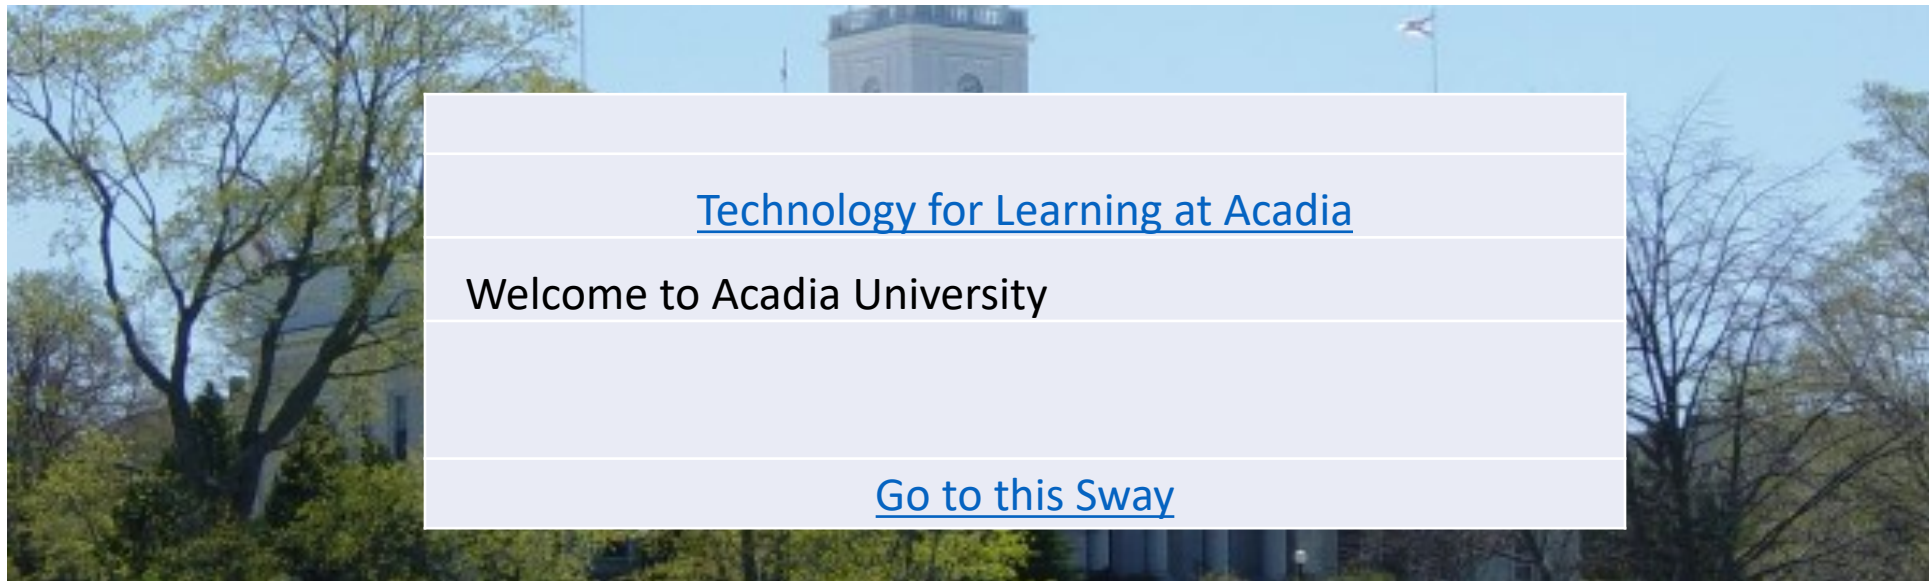 Technology for Learning at Acadia
Welcome to Acadia University
Go to this Sway